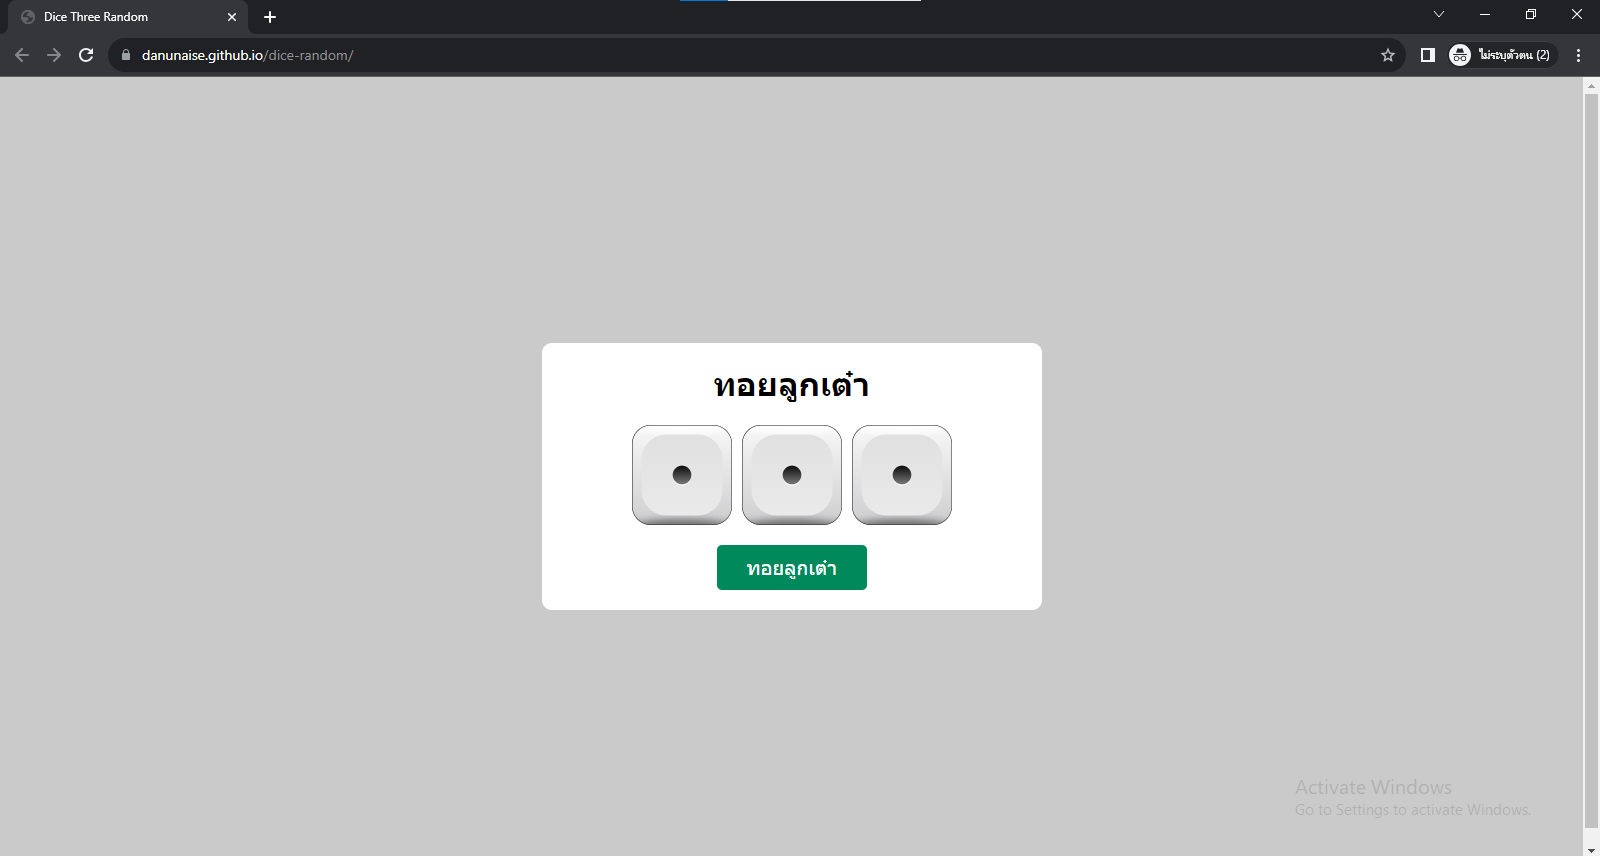 Dice Three Random
danunaise.github.io/dice-random/
ไม่ระบุตัวตน (2)
ทอยลูกเต๋า
ทอยลูกเต๋า
Activate Windows
Go to Settings to activate Windows.